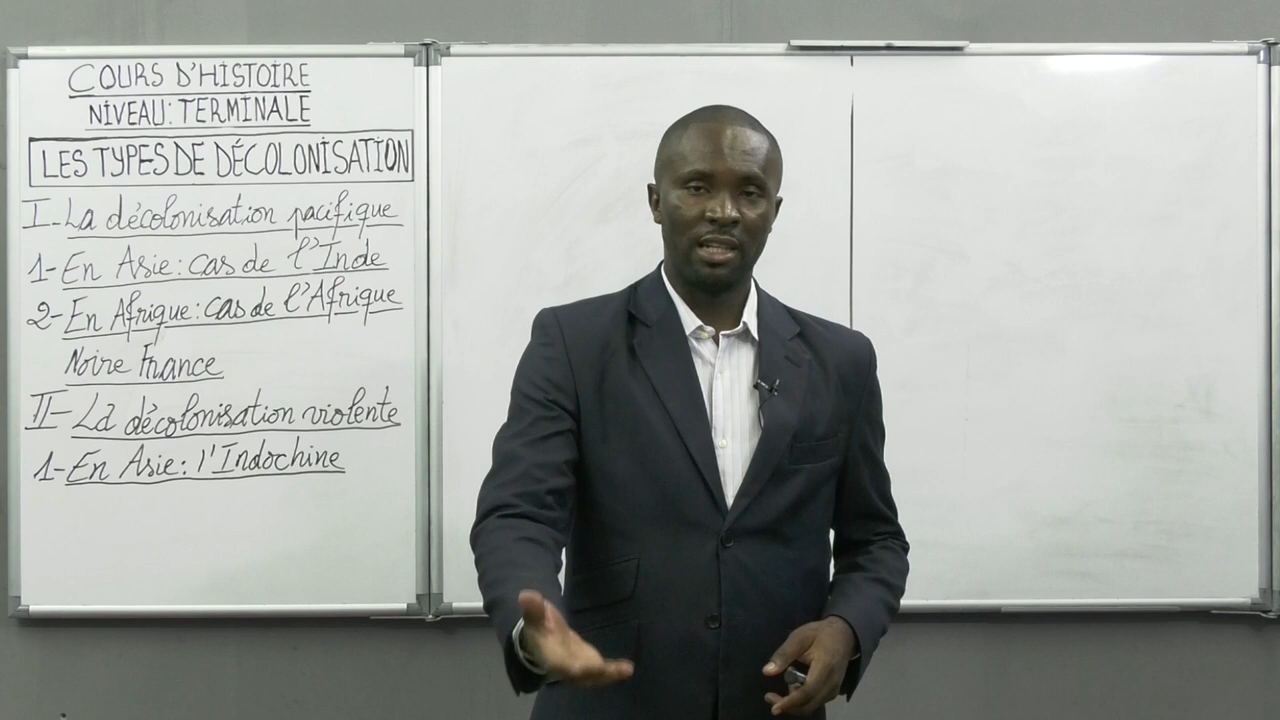 COURS D'HISTOIRE
NIVEAU: TERMINALE
LES TYPES DE DÉCOLONISATION
I-La décolonisation pacifique
1-En Asie: cas de l'Inde
2-En Afrique: cas de l'Afrique
Noire France
II-La décolonisation violente
1-En Asie: l'Indochine